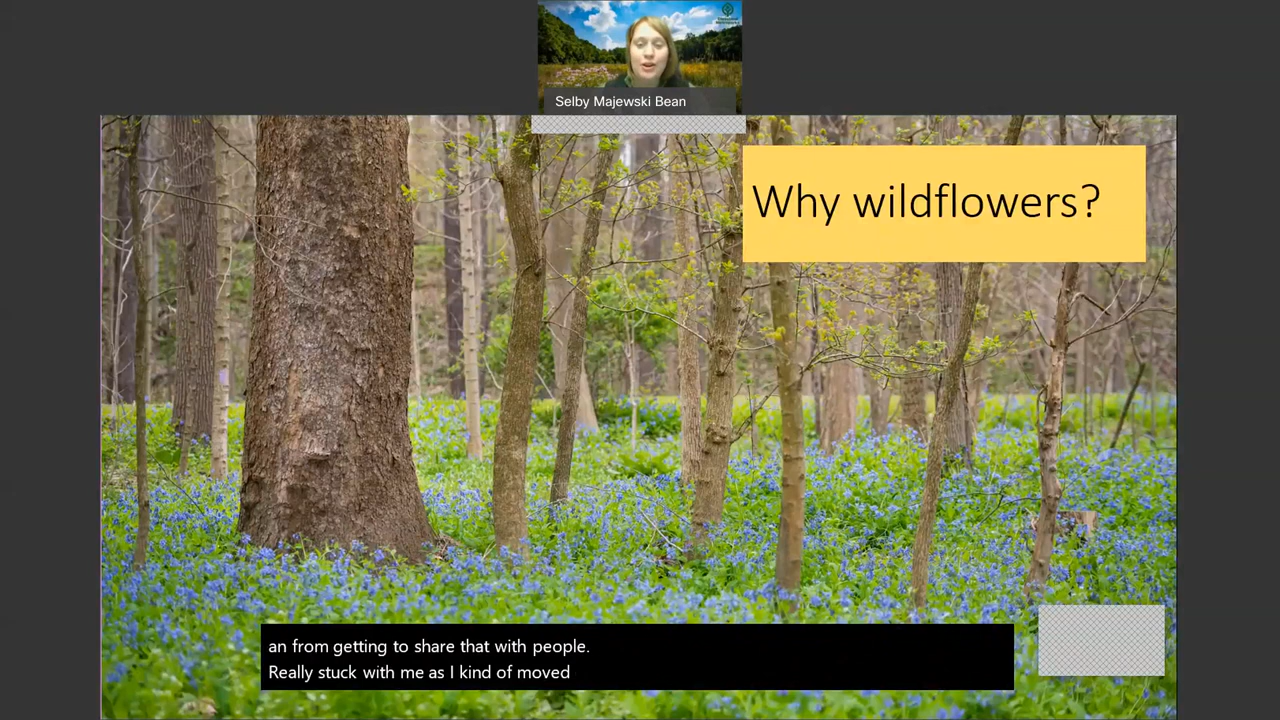 Selby Majewski Bean
Why wildflowers?
an from getting to share that with people.
Really stuck with me as I kind of moved